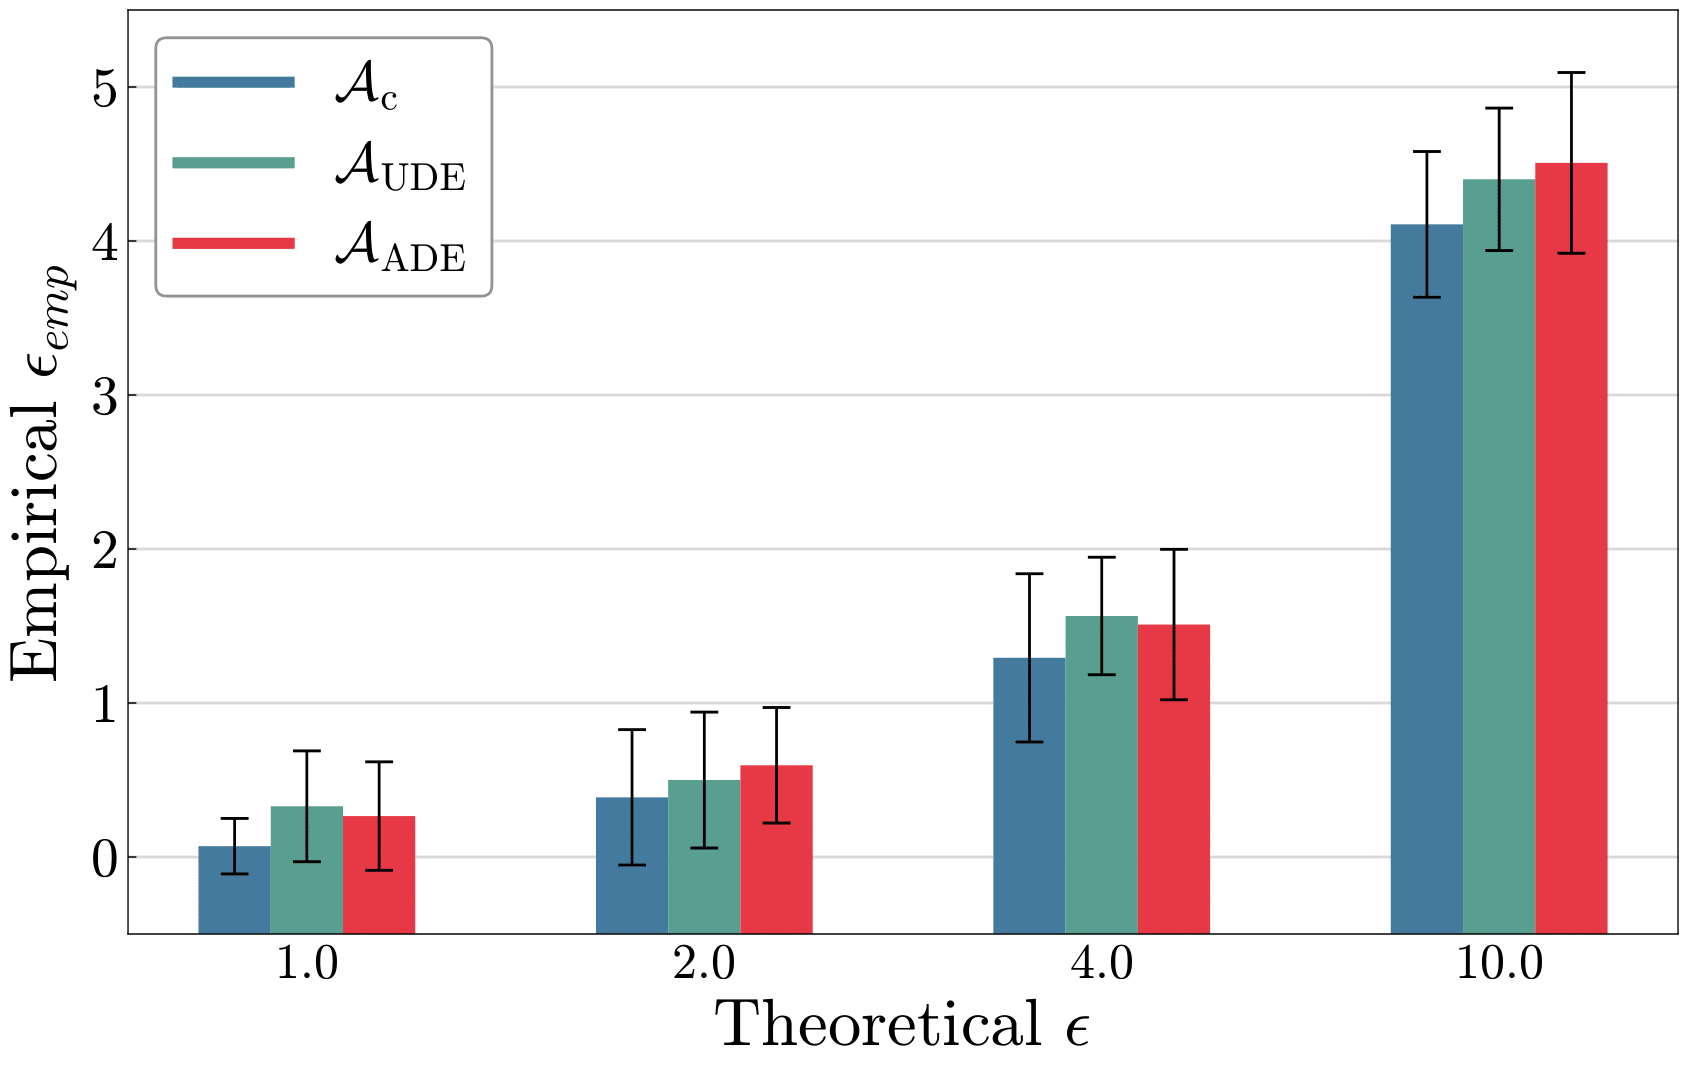 𝒜c
𝒜UDE
𝒜ADE
5
4
3
2
1
0
Empirical ϵemp
1.0 2.0 4.0 10.0
Theoretical ϵ